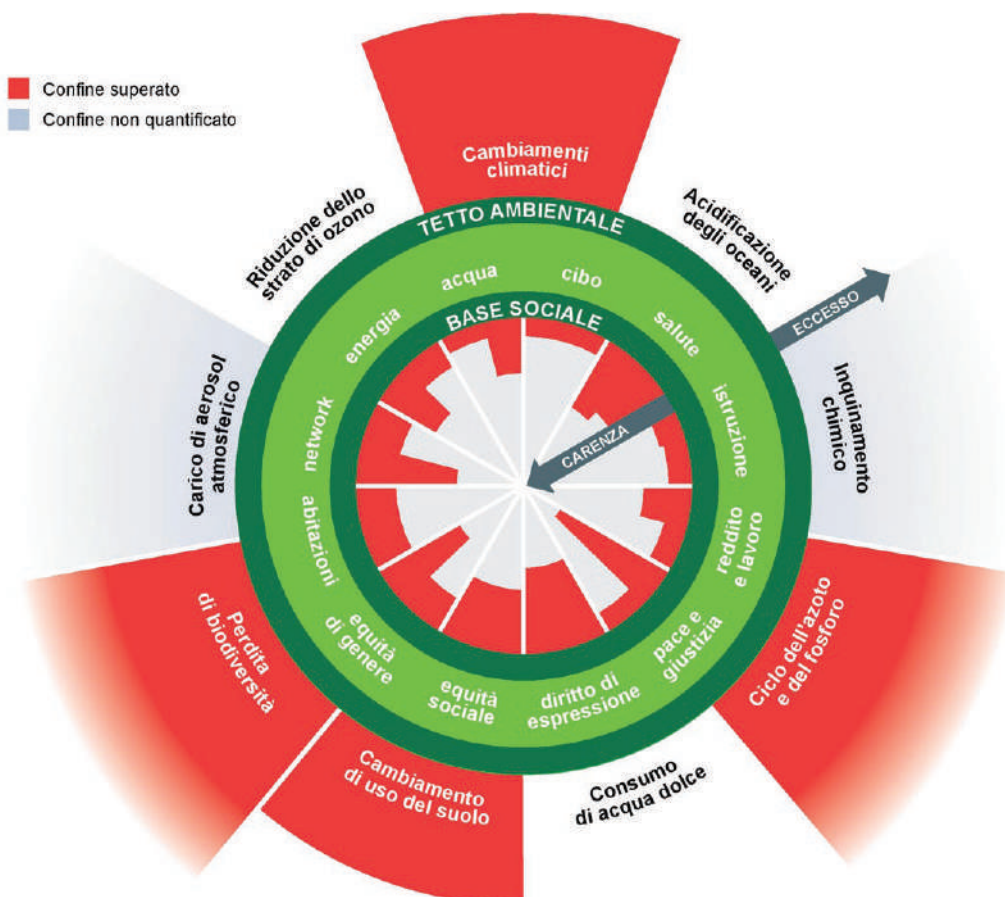 Confine superato
Confine non quantificato
Cambiamenti
climatici
Riduzione dello
strato di ozono
Acidificazione
degli oceani
TETTO AMBIENTALE
acqua
cibo
energia
salute
BASE SOCIALE
ECCESSO
CARENZA
network
istruzione
Carico di aerosol
atmosferico
Inquinamento
chimico
abitazioni
reddito
e lavoro
equità
di genere
pace e
giustizia
equità
sociale
diritto di
espressione
Perdita
di biodiversità
Ciclo dell'azoto
e del fosforo
Cambiamento
di uso del suolo
Consumo
di acqua dolce